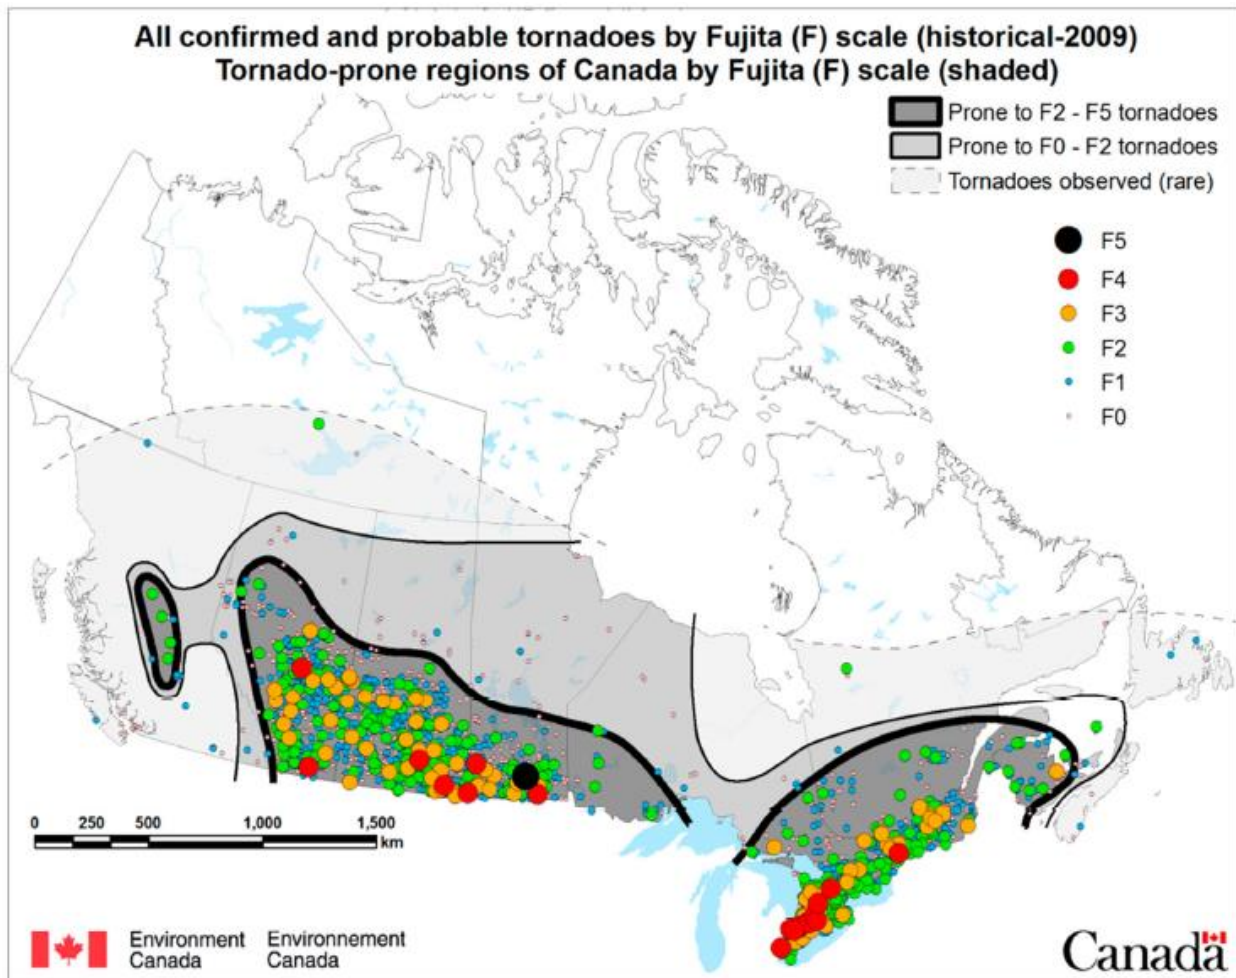 All confirmed and probable tornadoes by Fujita (F) scale (historical-2009)
Tornado-prone regions of Canada by Fujita (F) scale (shaded)
Prone to F2 - F5 tornadoes
Prone to F0 - F2 tornadoes
Tornadoes observed (rare)
F5
F4
F3
F2
F1
F0
0 250 500 1,000 1,500
km
Environment Environnement
Canada Canada
Canada